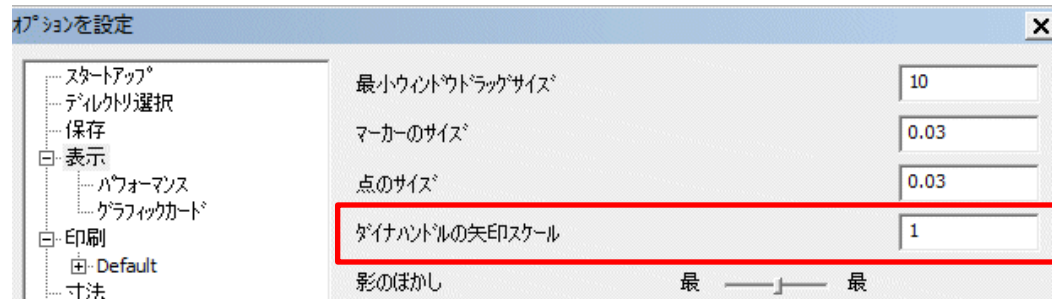 オプションを設定
スタートアップ
ディレクトリ選択
保存
表示
パフォーマンス
グラフィックカード
印刷
Default
寸法
最小ウィンドウドラッグサイズ 10
マーカーのサイズ 0.03
点のサイズ 0.03
ダイナハンドルの矢印スケール 1
影のぼかし 最 最